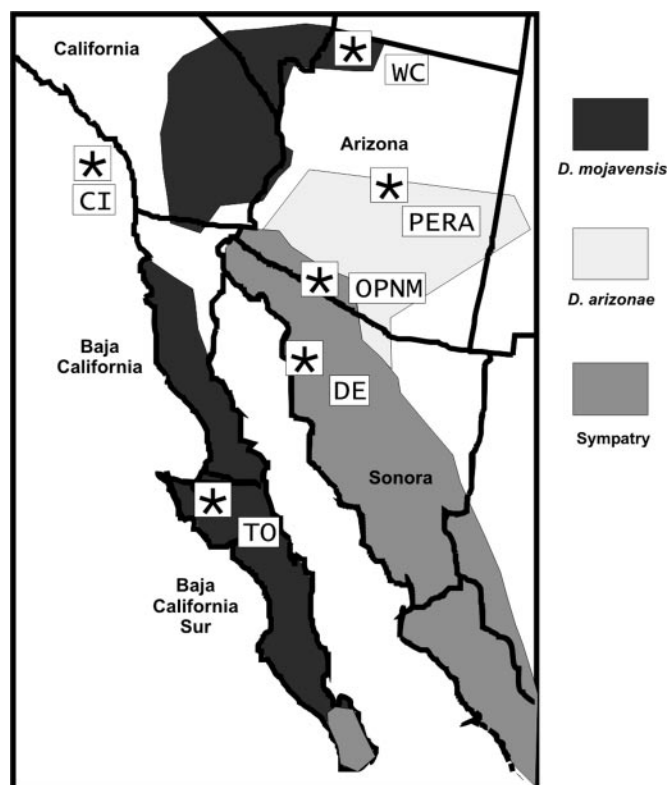 California
WC
Arizona
D. mojavensis
CI
PERA
OPNM
D. arizonae
Baja
California
DE
Sympatry
Sonora
TO
Baja
California
Sur